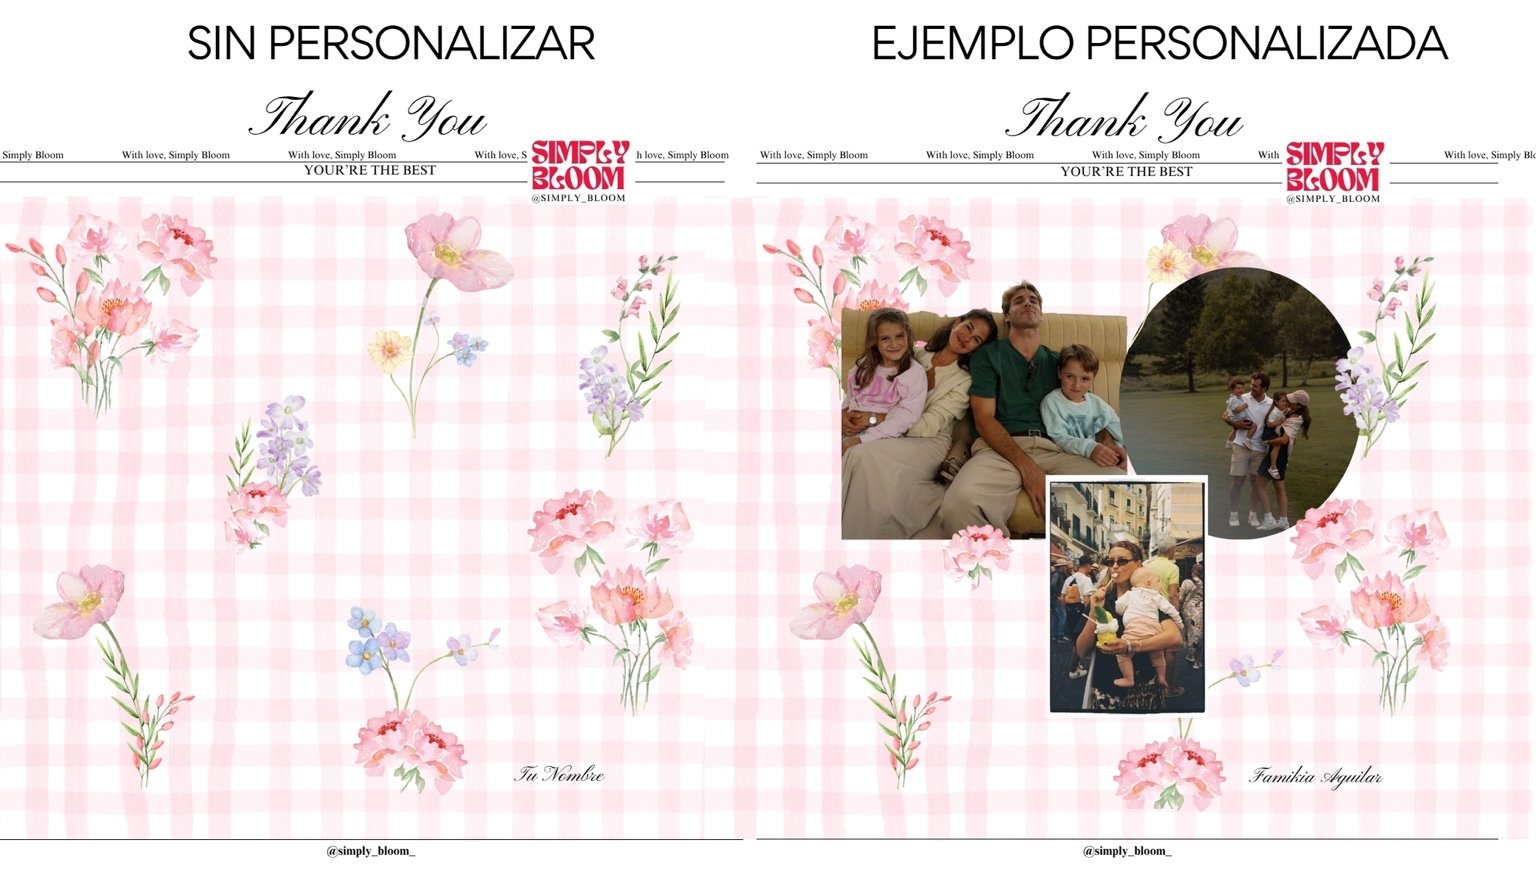 SIN PERSONALIZAR
Thank You
Simply Bloom With love, Simply Bloom With love, Simply Bloom With love, S h love, Simply Bloom
YOUR'RE THE BEST
SIMPLY
BLOOM
@SIMPLY_BLOOM
Tu Nombre
@simply_bloom_
EJEMPLO PERSONALIZADA
Thank You
With love, Simply Bloom With love, Simply Bloom With love, Simply Bloom With With love, Simply Blo
YOUR'RE THE BEST
SIMPLY
BLOOM
@SIMPLY_BLOOM
Famikia Aguilar
@simply_bloom_